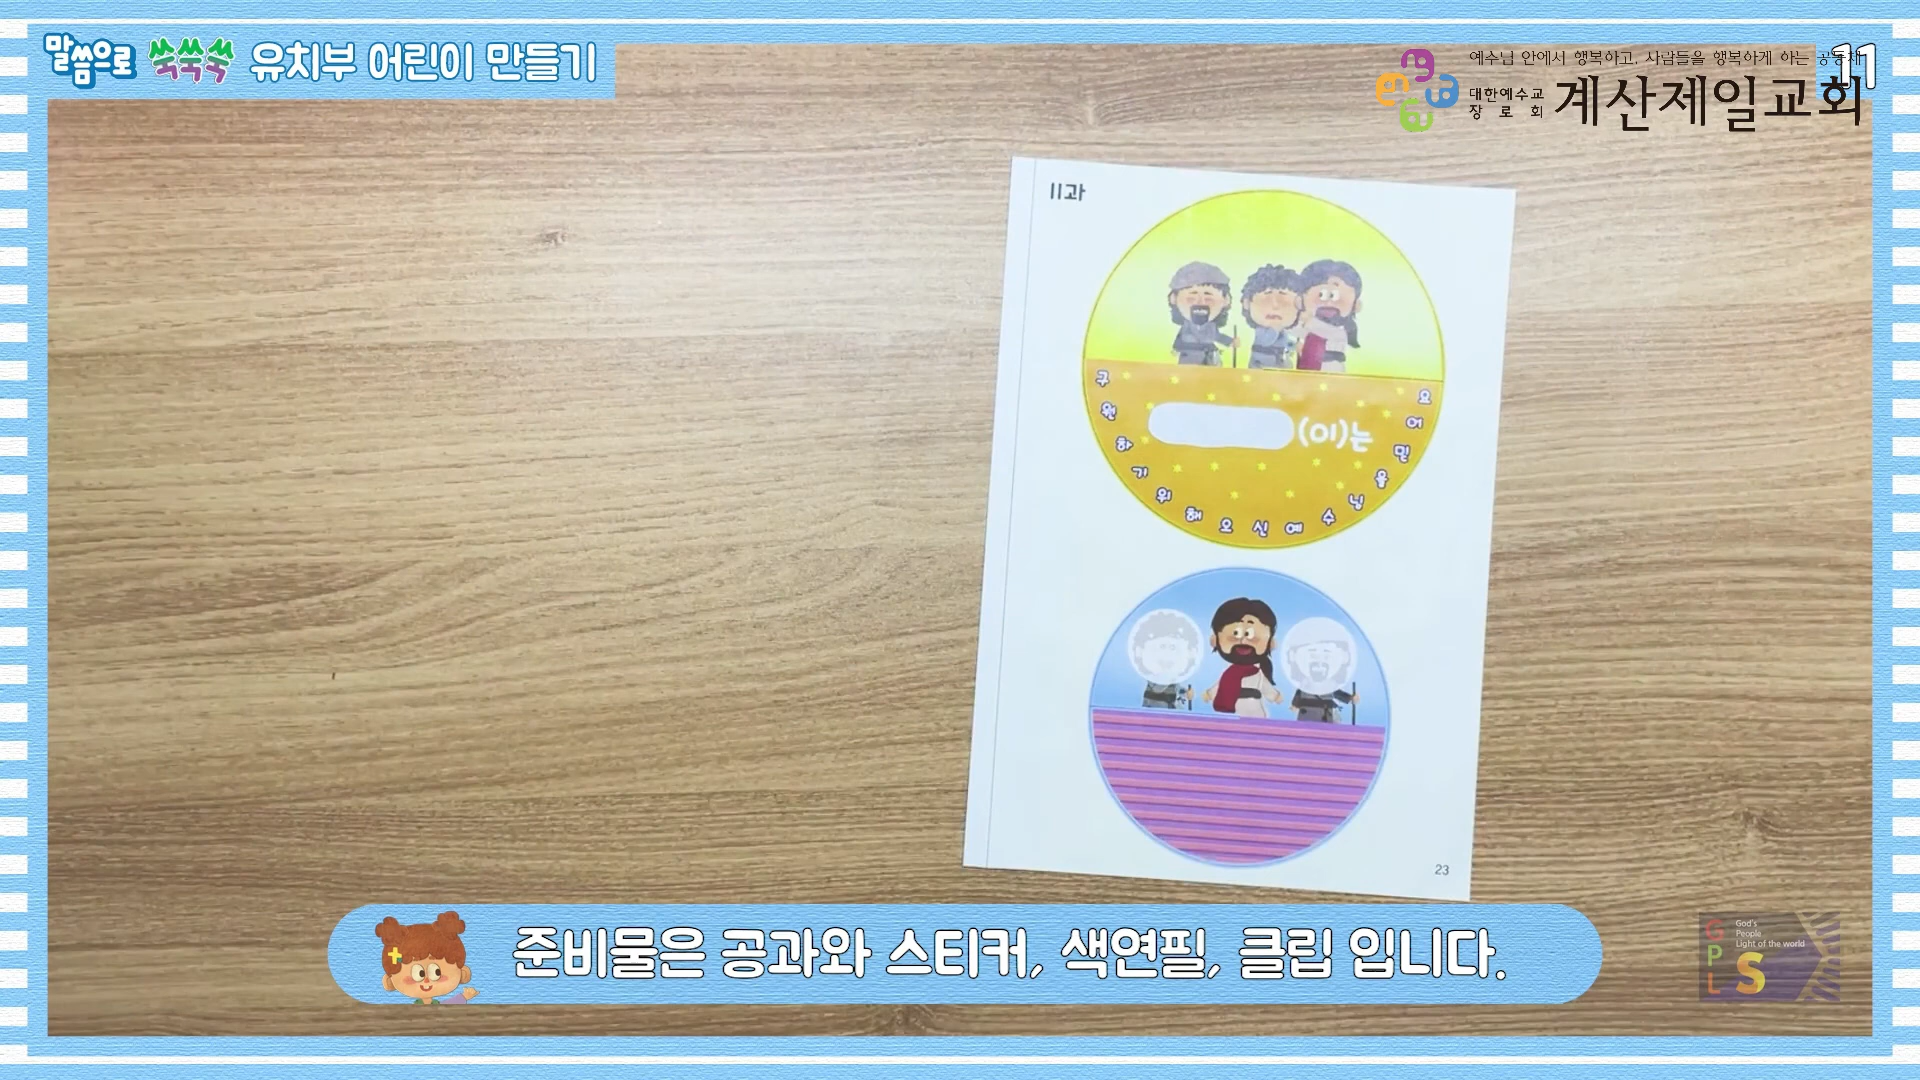 말씀으로 쑥쑥쑥 유치부 어린이 만들기
11
예수님 안에서 행복하고, 사람들을 행복하게 하는 공동체
대한예수교
장로회
계산제일교회
11과
(이)는
구원하기위해오신예수님을믿어요
23
준비물은 공과와 스티커, 색연필, 클립 입니다.
God's
People
Light of the world
GPL
S